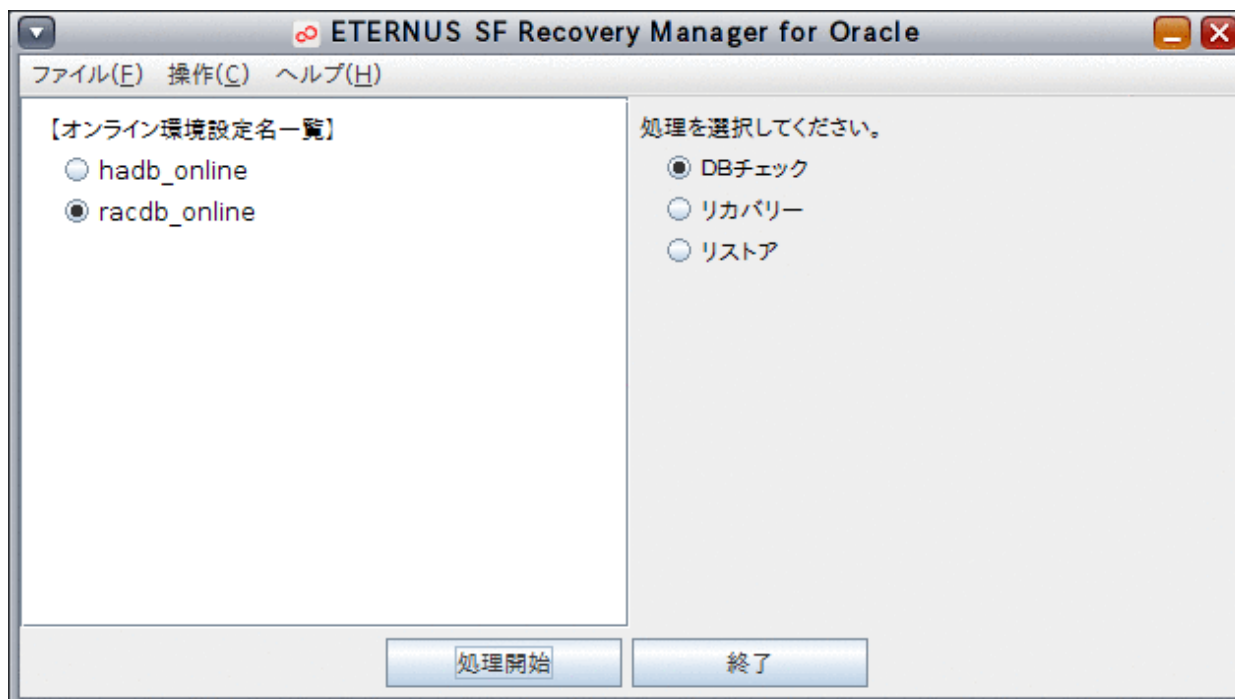 ETERNUS SF Recovery Manager for Oracle
ファイル(F) 操作(C) ヘルプ(H)
【オンライン環境設定名一覧】
hadb_online
racdb_online
処理を選択してください。
DBチェック
リカバリー
リストア
処理開始 終了